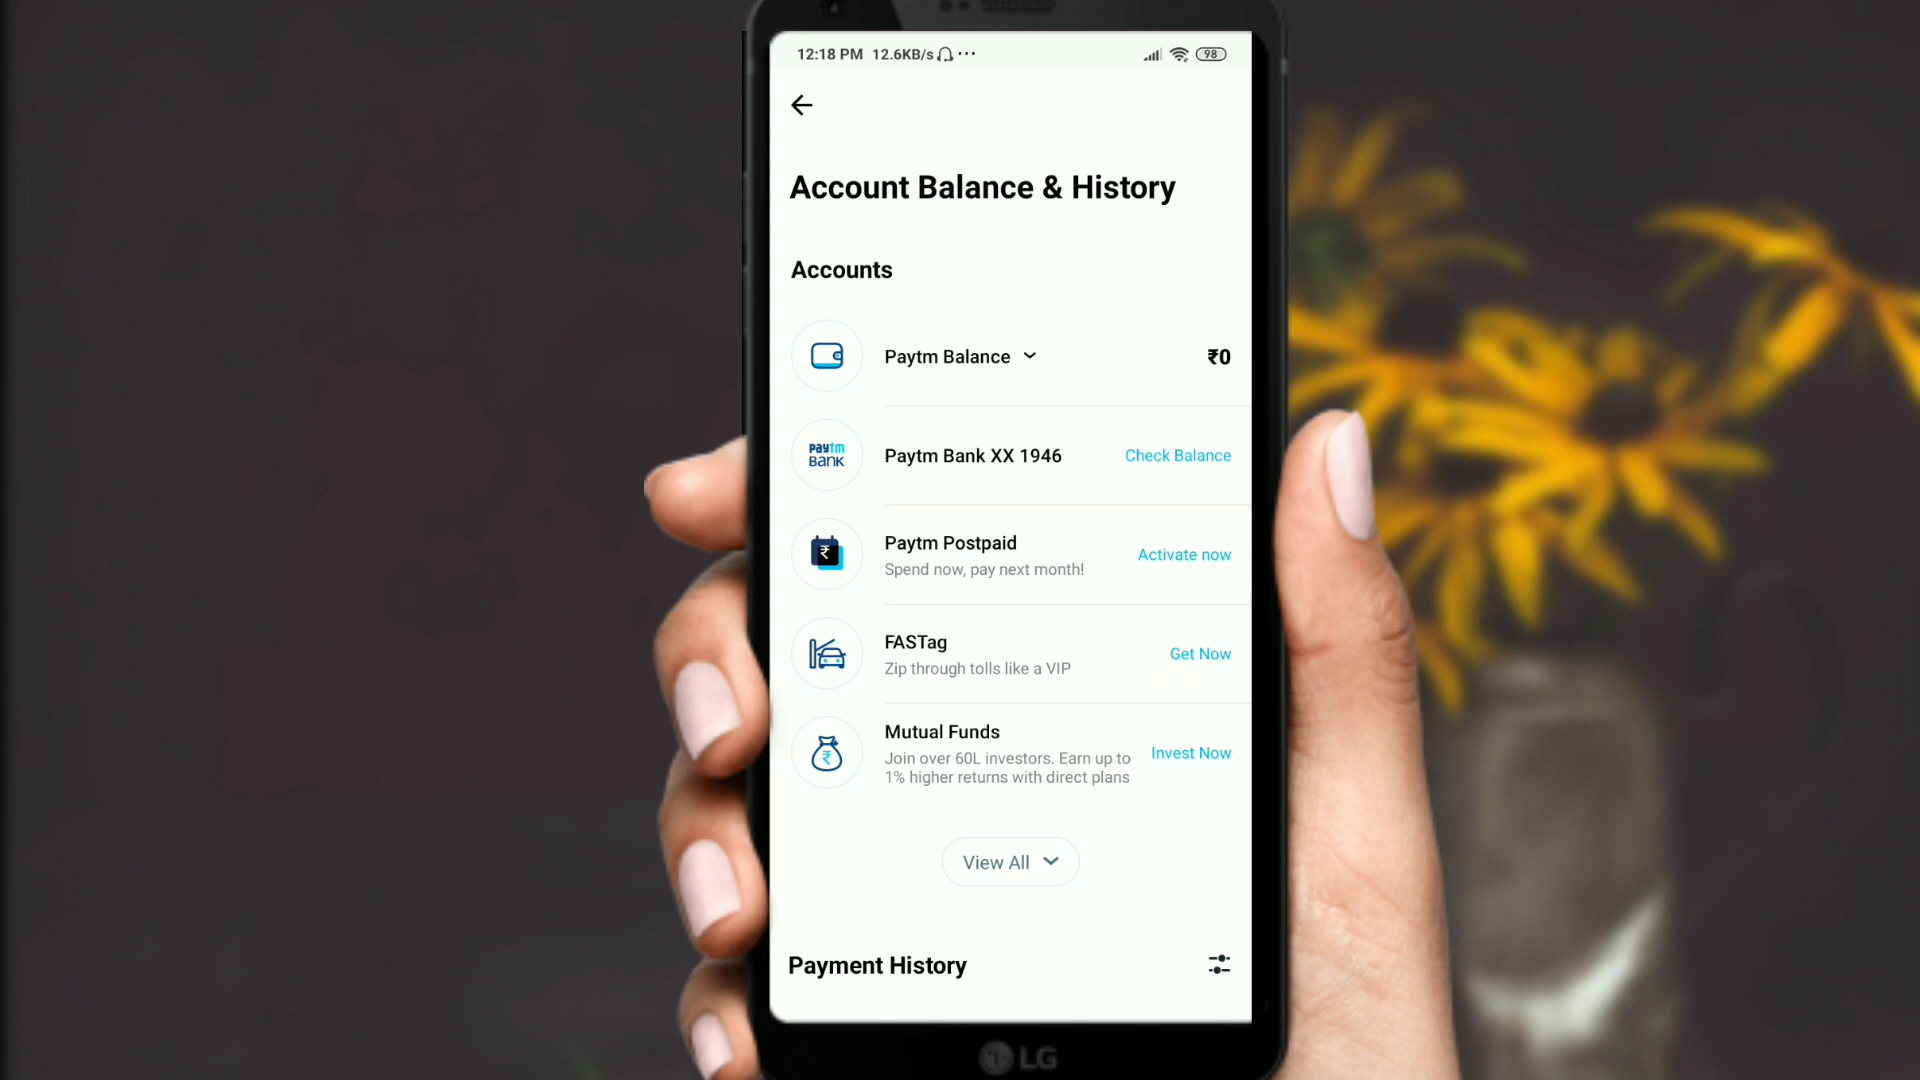 12:18 PM 12.6KB/s ... 98
Account Balance & History
Accounts
Paytm Balance ₹0
paytm
BANK
Paytm Bank XX 1946 Check Balance
₹
Paytm Postpaid
Spend now, pay next month!
Activate now
FASTag
Zip through tolls like a VIP
Get Now
₹
Mutual Funds
Join over 60L investors. Earn up to
1% higher returns with direct plans
Invest Now
View All
Payment History
LG